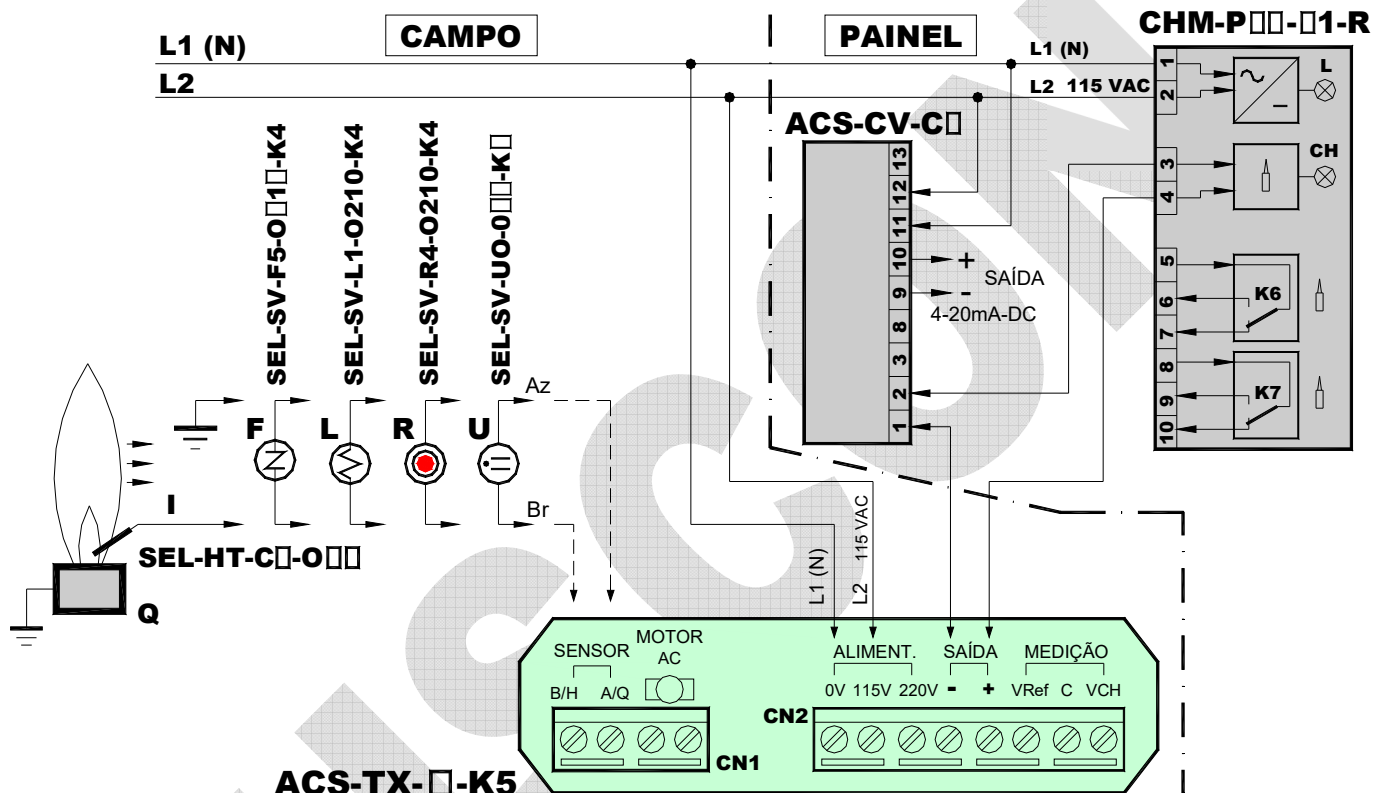 CAMPO
PAINEL
CHM-P□□-□1-R
L1 (N)
L2
L1 (N)
L2 115 VAC
1
2
L
3
4
CH
5
6
7
K6
8
9
10
K7
ACS-CV-C□
13
12
11
10
9
8
3
2
1
+
-
SAÍDA
4-20mA-DC
SEL-SV-F5-O□1□-K4
SEL-SV-L1-O210-K4
SEL-SV-R4-O210-K4
SEL-SV-UO-0□□-K□
Az
F
L
R
U
I
Br
SEL-HT-C□-O□□
Q
L1 (N)
L2 115 VAC
SENSOR
MOTOR
AC
B/H A/Q
CN1
ALIMENT. SAÍDA MEDIÇÃO
0V 115V 220V - + VRef C VCH
CN2
ACS-TX-□-K5